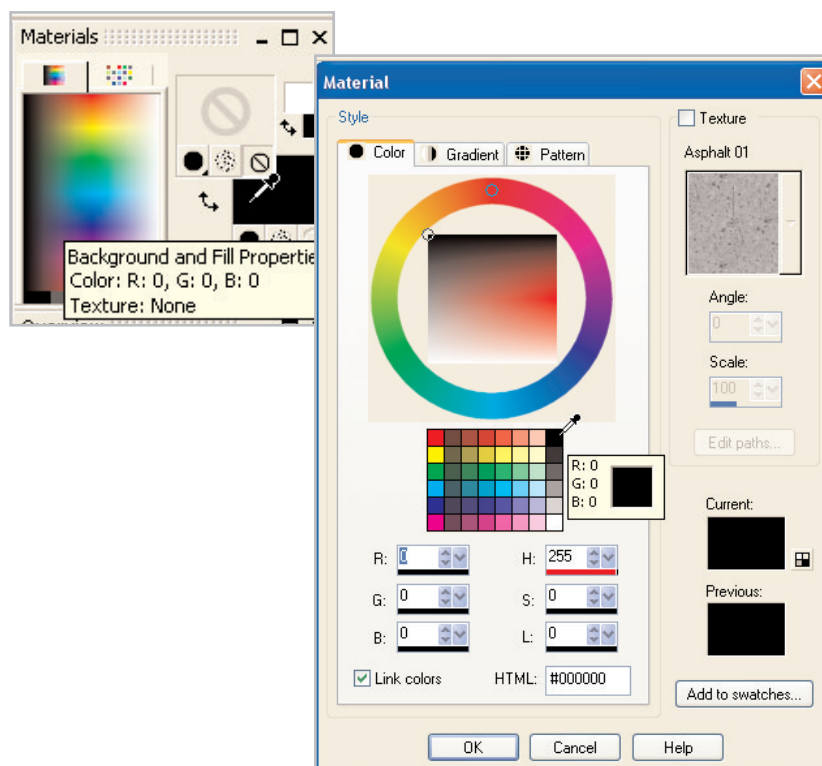 Materials
Background and Fill Propertie
Color: R: 0, G: 0, B: 0
Texture: None
Material
Style
Color Gradient Pattern
R: 0
G: 0
B: 0
R: 0 H: 255
G: 0 S: 0
B: 0 L: 0
Link colors HTML: #000000
Texture
Asphalt 01
Angle:
0
Scale:
100
Edit paths...
Current:
Previous:
Add to swatches...
OK Cancel Help